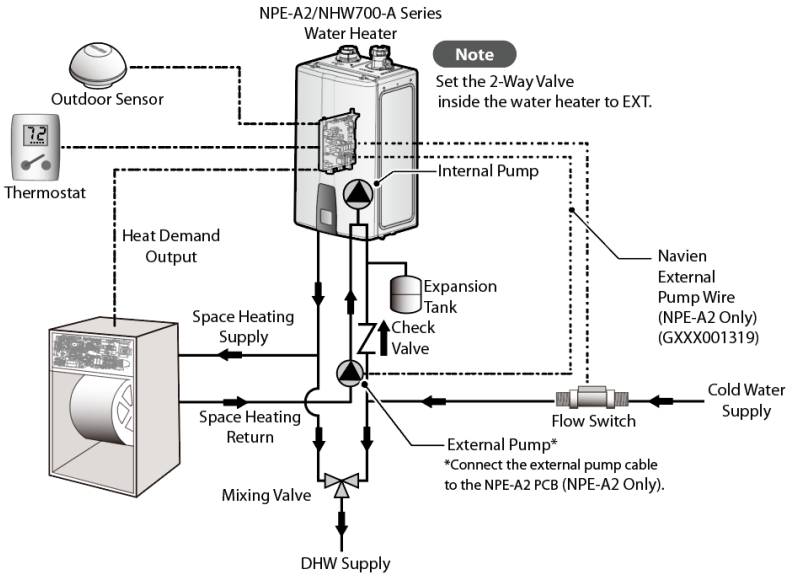 NPE-A2/NHW700-A Series
Water Heater
Note
Set the 2-Way Valve
inside the water heater to EXT.
Outdoor Sensor
72
Thermostat
Internal Pump
Heat Demand
Output
Navien
External
Pump Wire
(NPE-A2 Only)
(GXXX001319)
Expansion
Tank
Space Heating
Supply
Check
Valve
Cold Water
Supply
Flow Switch
Space Heating
Return
External Pump*
*Connect the external pump cable
to the NPE-A2 PCB (NPE-A2 Only).
Mixing Valve
DHW Supply